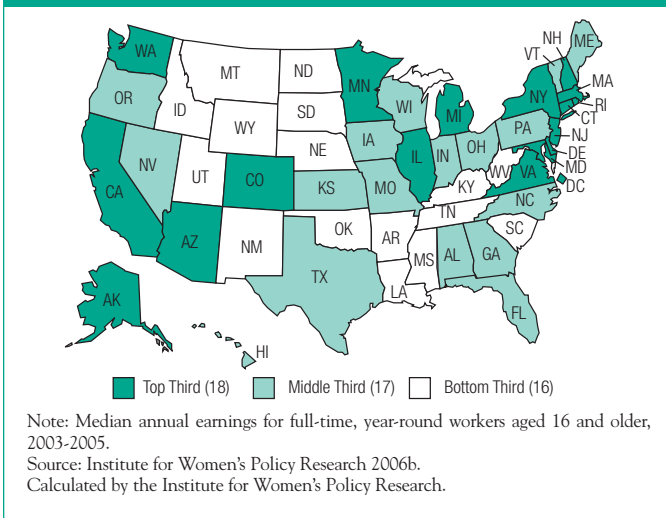 WA
NH
ME
VT
MT
ND
MN
OR
MA
ID
SD
WI
NY
RI
WY
MI
CT
IA
PA
NE
NJ
NV
OH
IL
IN
DE
UT
WV
VA
MD
CA
CO
KS
MO
KY
DC
NC
TN
AZ
OK
AR
SC
NM
MS
AL
GA
TX
LA
AK
FL
HI
Top Third (18)
Middle Third (17)
Bottom Third (16)
Note: Median annual earnings for full-time, year-round workers aged 16 and older,
2003-2005.
Source: Institute for Women's Policy Research 2006b.
Calculated by the Institute for Women's Policy Research.